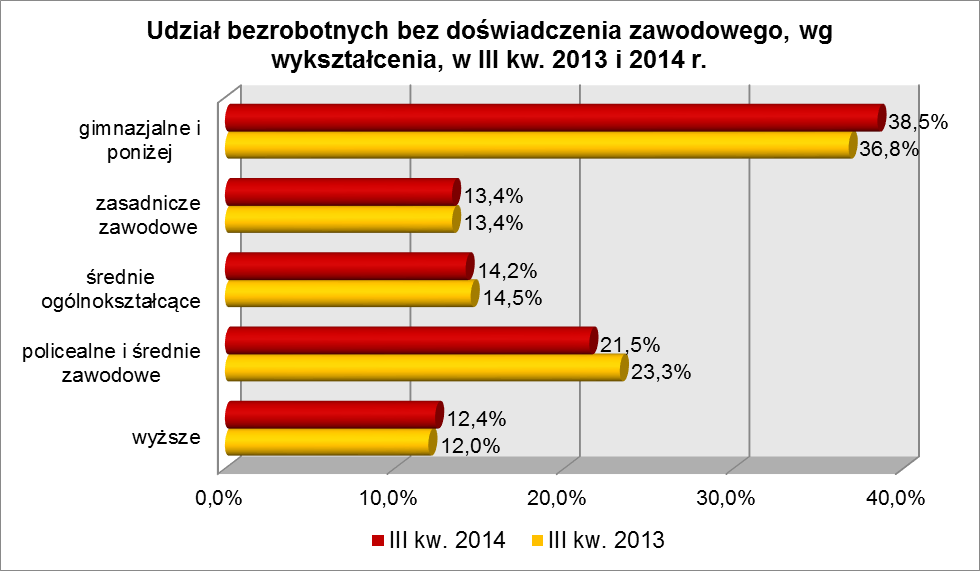 Udział bezrobotnych bez doświadczenia zawodowego, wg
wykształcenia, w III kw. 2013 i 2014 r.
gimnazjalne i
poniżej
38,5%
36,8%
zasadnicze
zawodowe
13,4%
13,4%
średnie
ogólnokształcące
14,2%
14,5%
policealne i średnie
zawodowe
21,5%
23,3%
wyższe
12,4%
12,0%
0,0% 10,0% 20,0% 30,0% 40,0%
III kw. 2014 III kw. 2013